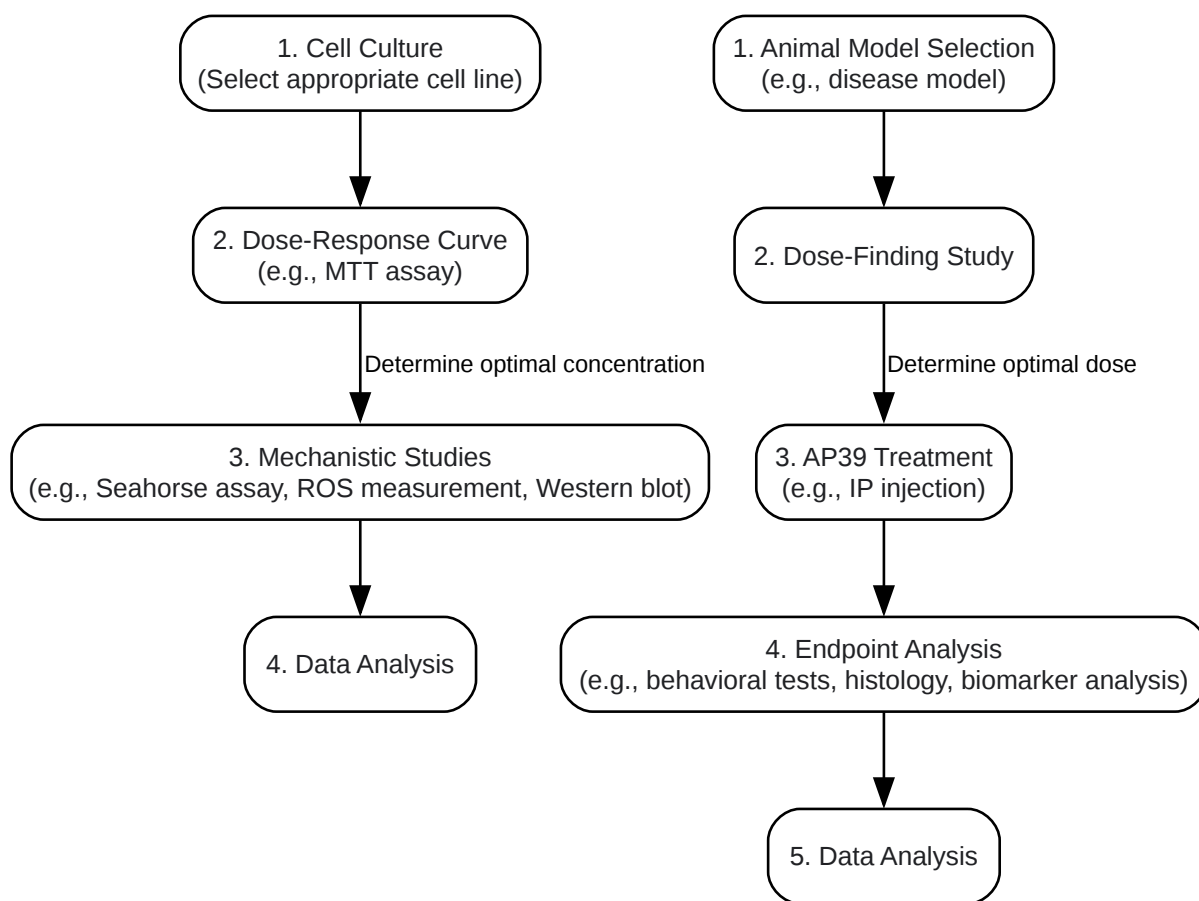 1. Cell Culture
(Select appropriate cell line)
2. Dose-Response Curve
(e.g., MTT assay)
Determine optimal concentration
3. Mechanistic Studies
(e.g., Seahorse assay, ROS measurement, Western blot)
4. Data Analysis
1. Animal Model Selection
(e.g., disease model)
2. Dose-Finding Study
Determine optimal dose
3. AP39 Treatment
(e.g., IP injection)
4. Endpoint Analysis
(e.g., behavioral tests, histology, biomarker analysis)
5. Data Analysis